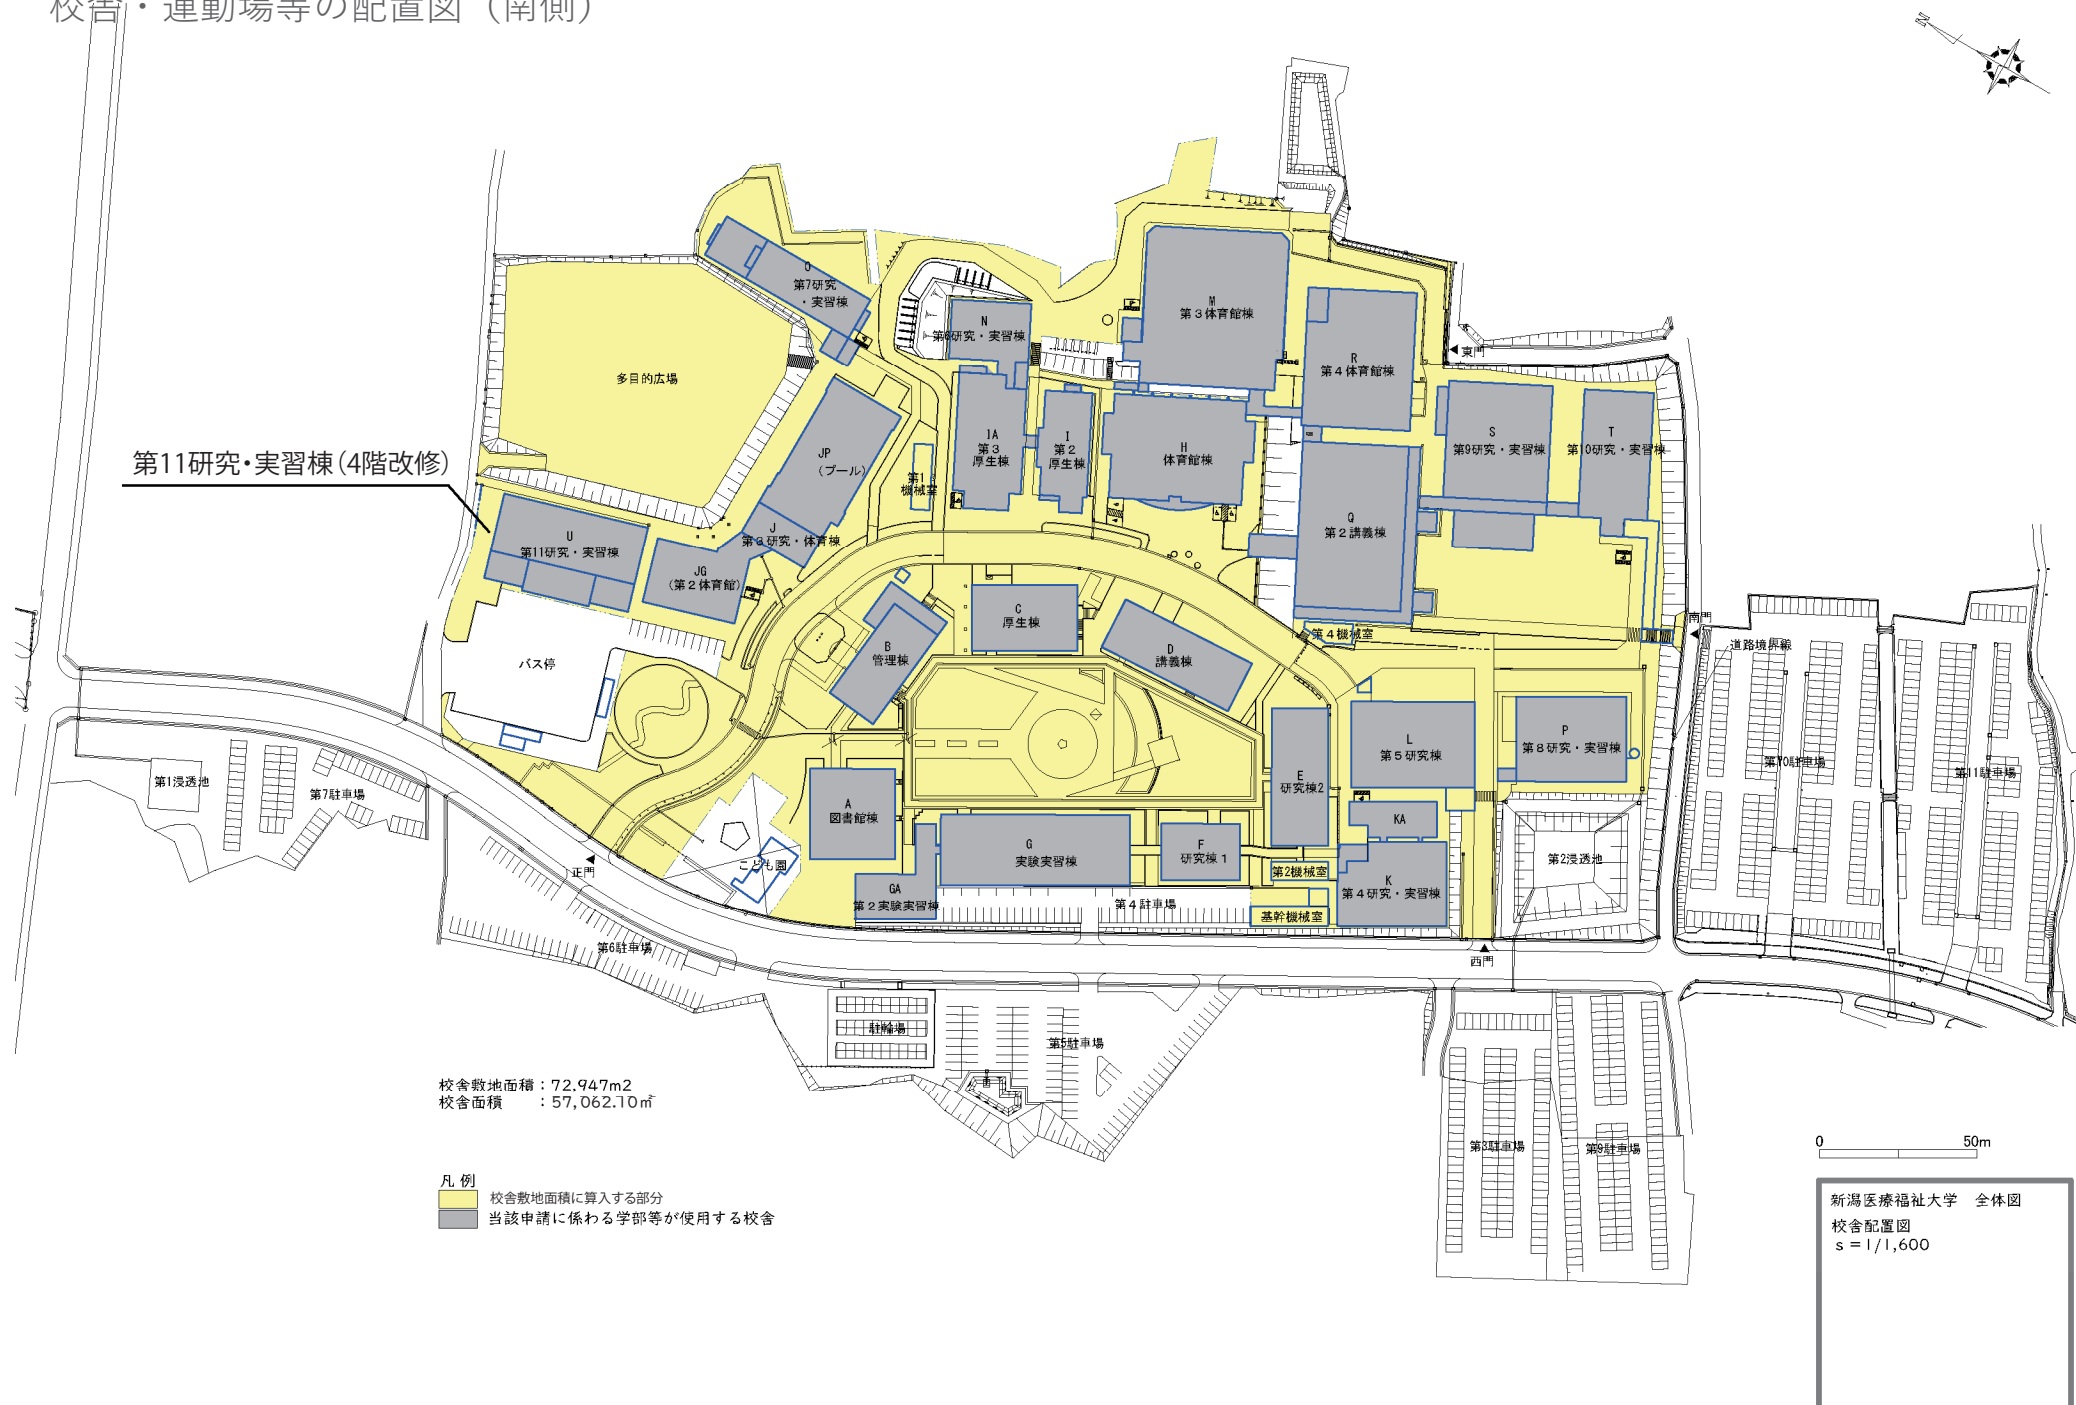 校舎・運動場等の配置図（南側）
N
O
第7研究
・実習棟
N
第6研究・実習棟
M
第３体育館棟
R
第４体育館棟
東門
多目的広場
S
第9研究・実習棟
T
第10研究・実習棟
1A
第３
厚生棟
I
第２
厚生棟
H
体育館棟
JP
（プール）
第1
機械室
第11研究・実習棟（4階改修）
U
第11研究・実習棟
J
第３研究・体育棟
JG
（第２体育館）
Q
第２講義棟
C
厚生棟
B
管理棟
D
講義棟
第４機械室
南門
道路境界線
バス停
L
第５研究棟
P
第８研究・実習棟
E
研究棟2
第10駐車場
第11駐車場
第1浸透池
第7駐車場
A
図書館棟
KA
G
実験実習棟
F
研究棟１
第2浸透池
こども園
正門
第2機械室
K
第４研究・実習棟
GA
第２実験実習棟
第４駐車場
基幹機械室
第6駐車場
西門
駐輪場
第5駐車場
校舎敷地面積：72,947m2
校舎面積　　：57,062.10㎡
第3駐車場
第9駐車場
0
50m
凡 例
校舎敷地面積に算入する部分
当該申請に係わる学部等が使用する校舎
新潟医療福祉大学　全体図
校舎配置図
s＝1/1,600